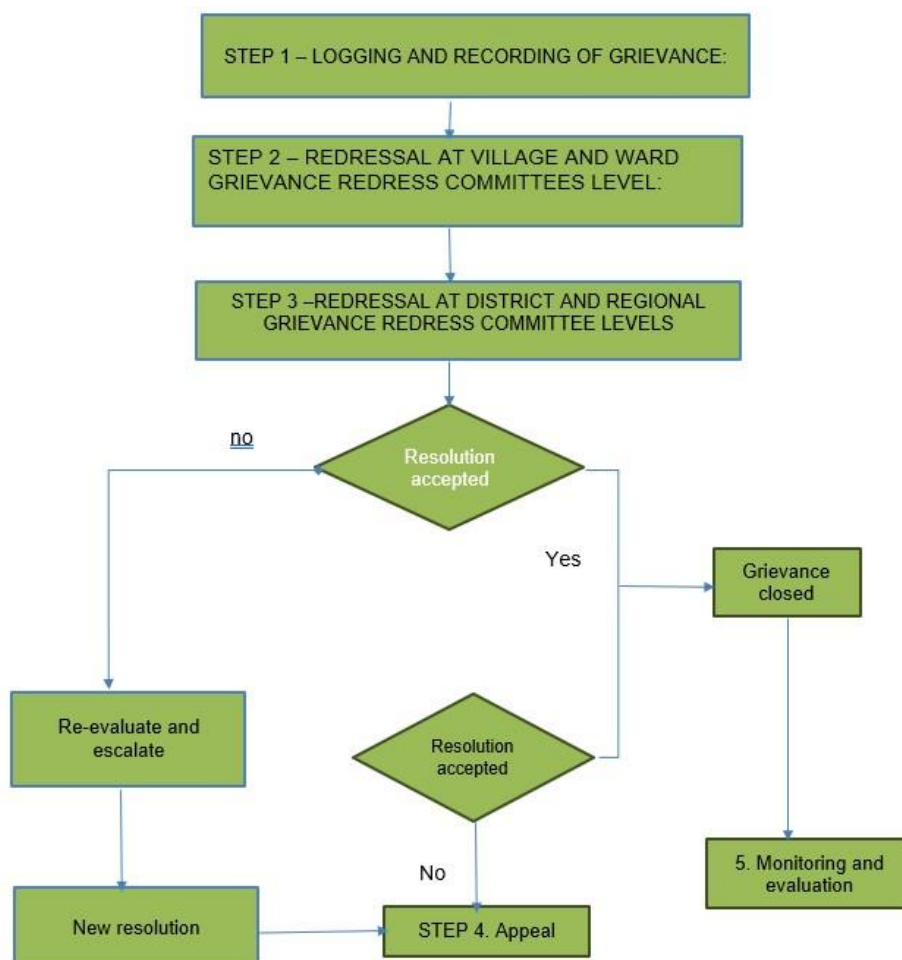 STEP 1 – LOGGING AND RECORDING OF GRIEVANCE:
STEP 2 – REDRESSAL AT VILLAGE AND WARD
GRIEVANCE REDRESS COMMITTEES LEVEL:
STEP 3 –REDRESSAL AT DISTRICT AND REGIONAL
GRIEVANCE REDRESS COMMITTEE LEVELS
no
Resolution
accepted
Yes
Grievance
closed
Re-evaluate and
escalate
Resolution
accepted
No
5. Monitoring and
evaluation
New resolution
STEP 4. Appeal